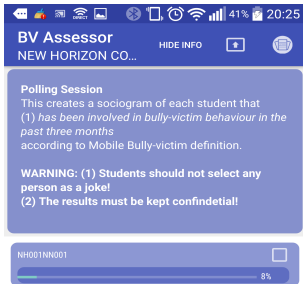 DIRECT 41% 20:25
BV Assessor
NEW HORIZON CO...
HIDE INFO
Polling Session
This creates a sociogram of each student that
(1) has been involved in bully-victim behaviour in the
past three months
according to Mobile Bully-victim definition.
WARNING: (1) Students should not select any
person as a joke!
(2) The results must be kept confindetial!
NH001NN001
8%